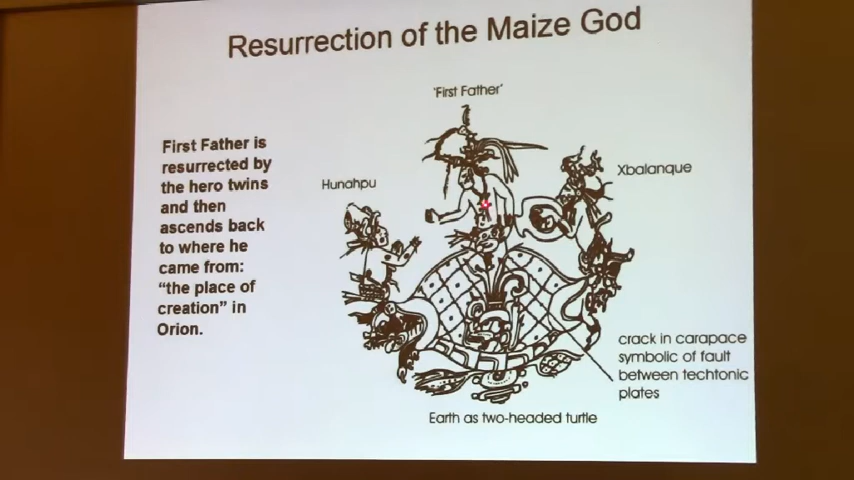 Resurrection of the Maize God
'First Father'
First Father is
resurrected by
the hero twins
and then
ascends back
to where he
came from:
“the place of
creation” in
Orion.
Hunahpu
Xbalanque
crack in carapace
symbolic of fault
between techtonic
plates
Earth as two-headed turtle